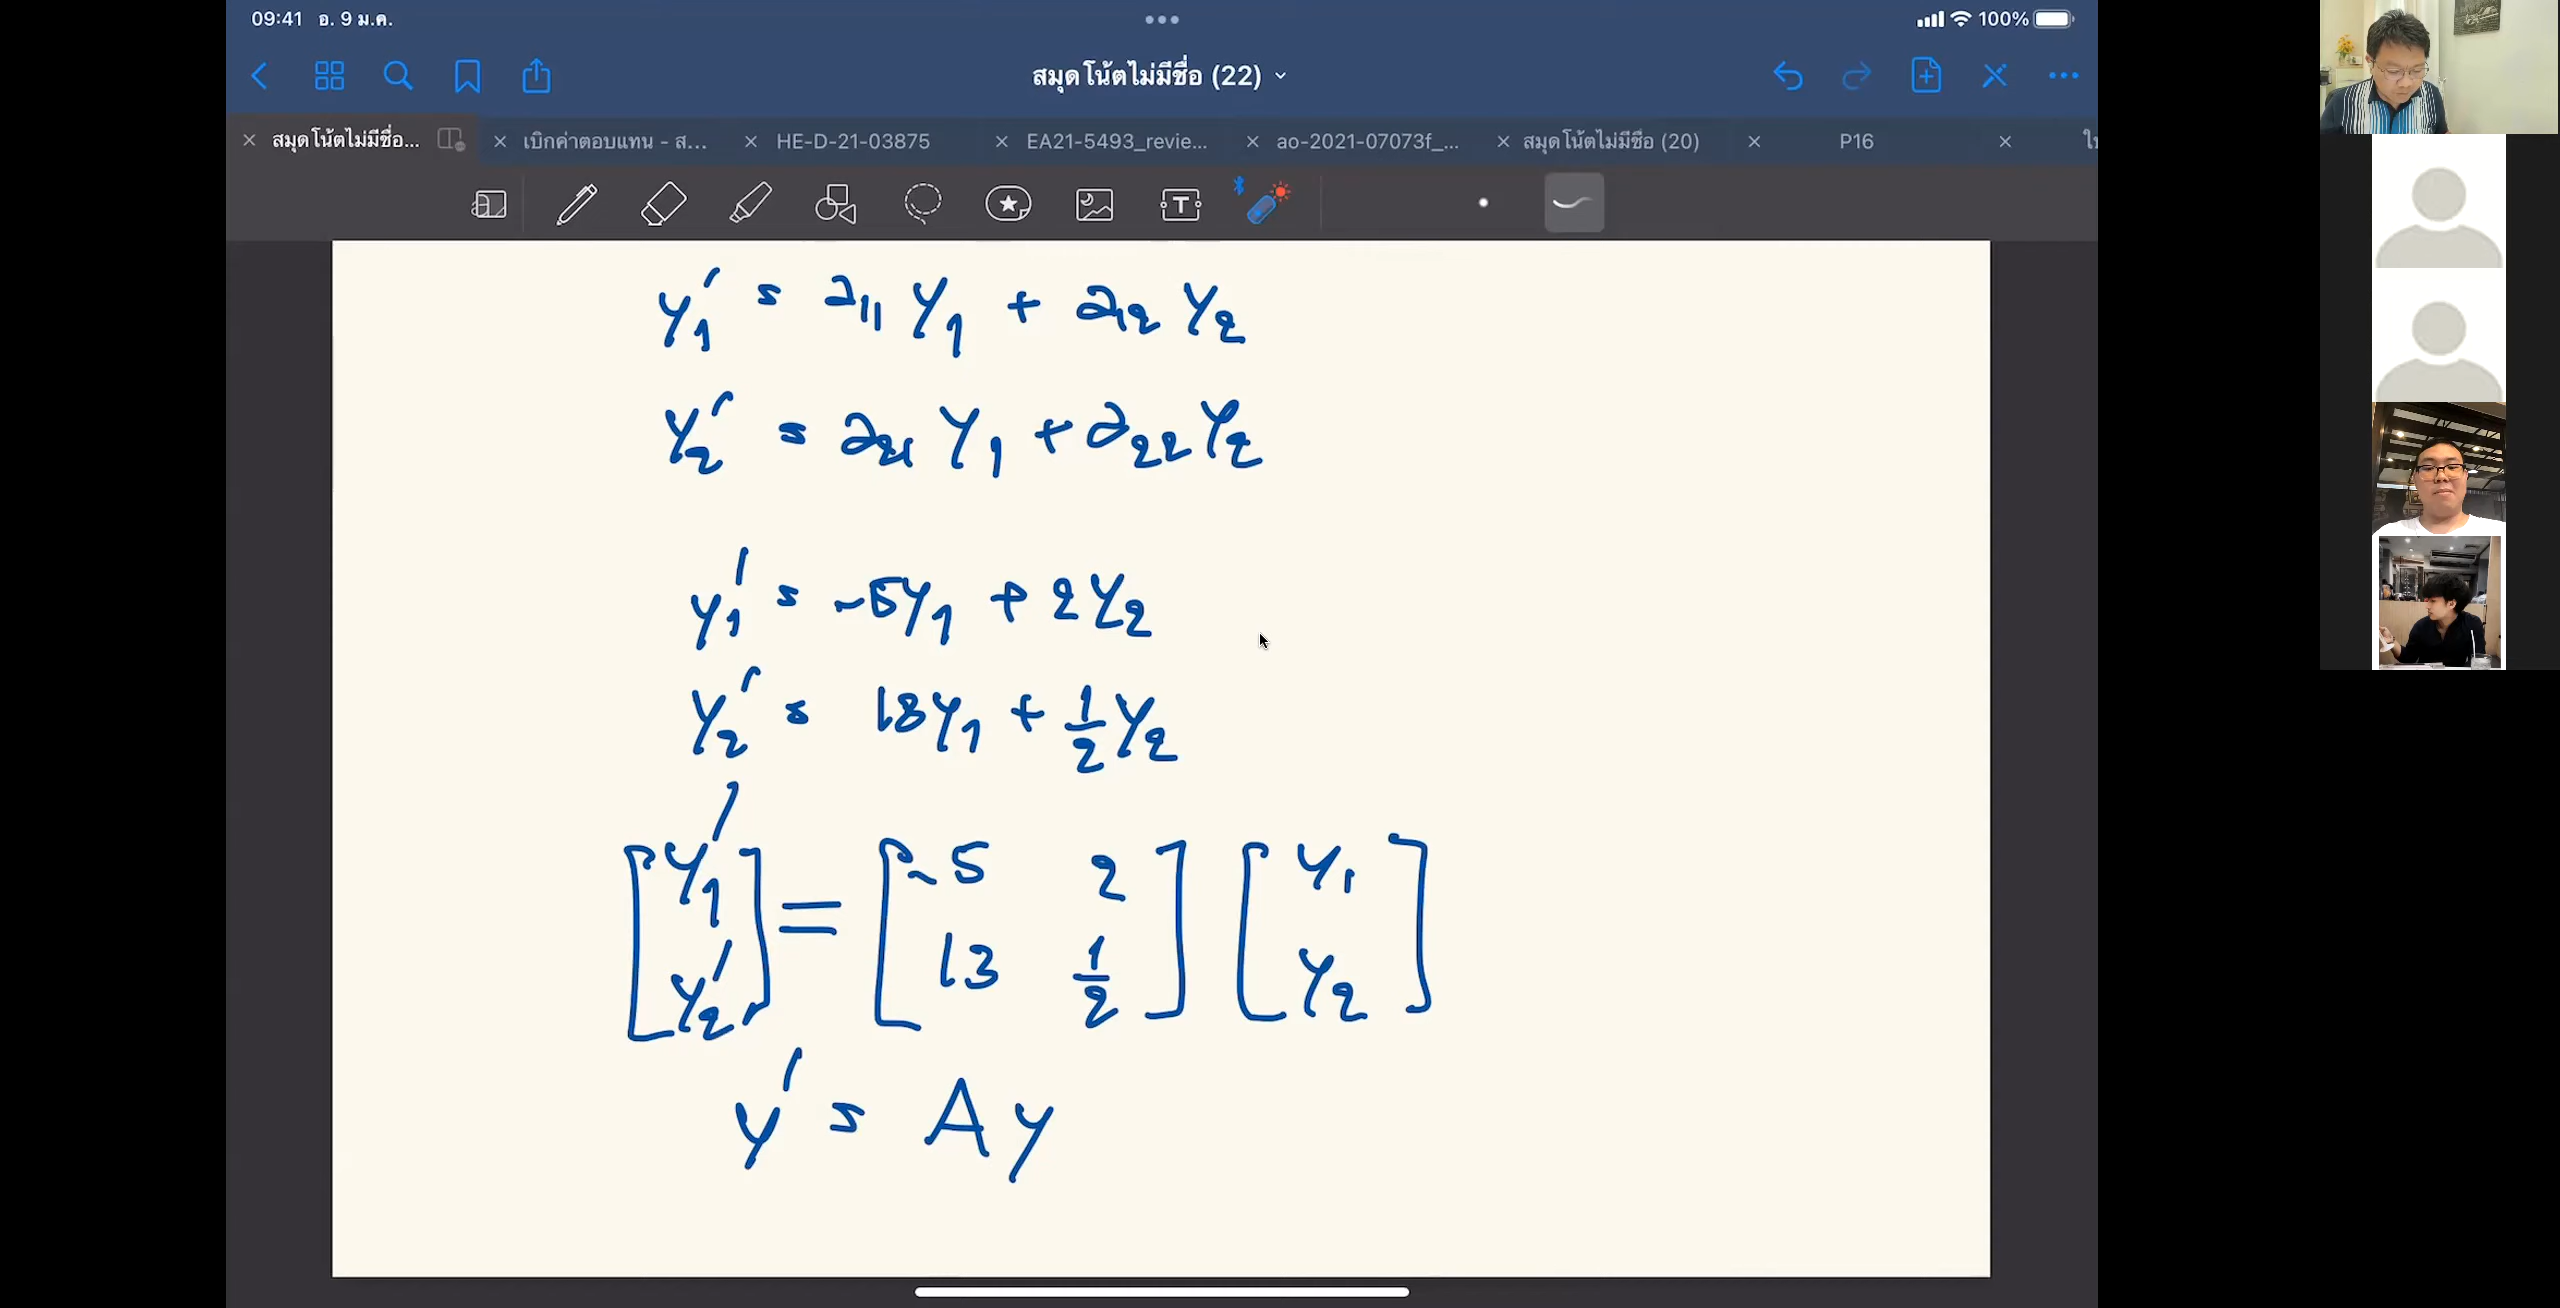 09:41 อ. 9 ม.ค.
100%
สมุดโน้ตไม่มีชื่อ (22)
สมุดโน้ตไม่มีชื่อ... เบิกค่าตอบแทน - ส... HE-D-21-03875 EA21-5493_revie... ao-2021-07073f_... สมุดโน้ตไม่มีชื่อ (20) P16
y₁' = a₁₁ y₁ + a₁₂ y₂
y₂' = a₂₁ y₁ + a₂₂ y₂
y₁' = -5y₁ + 2y₂
y₂' = 13y₁ + 1/2 y₂
[y₁' y₂'] = [-5 2 13 1/2] [y₁ y₂]
y' = Ay